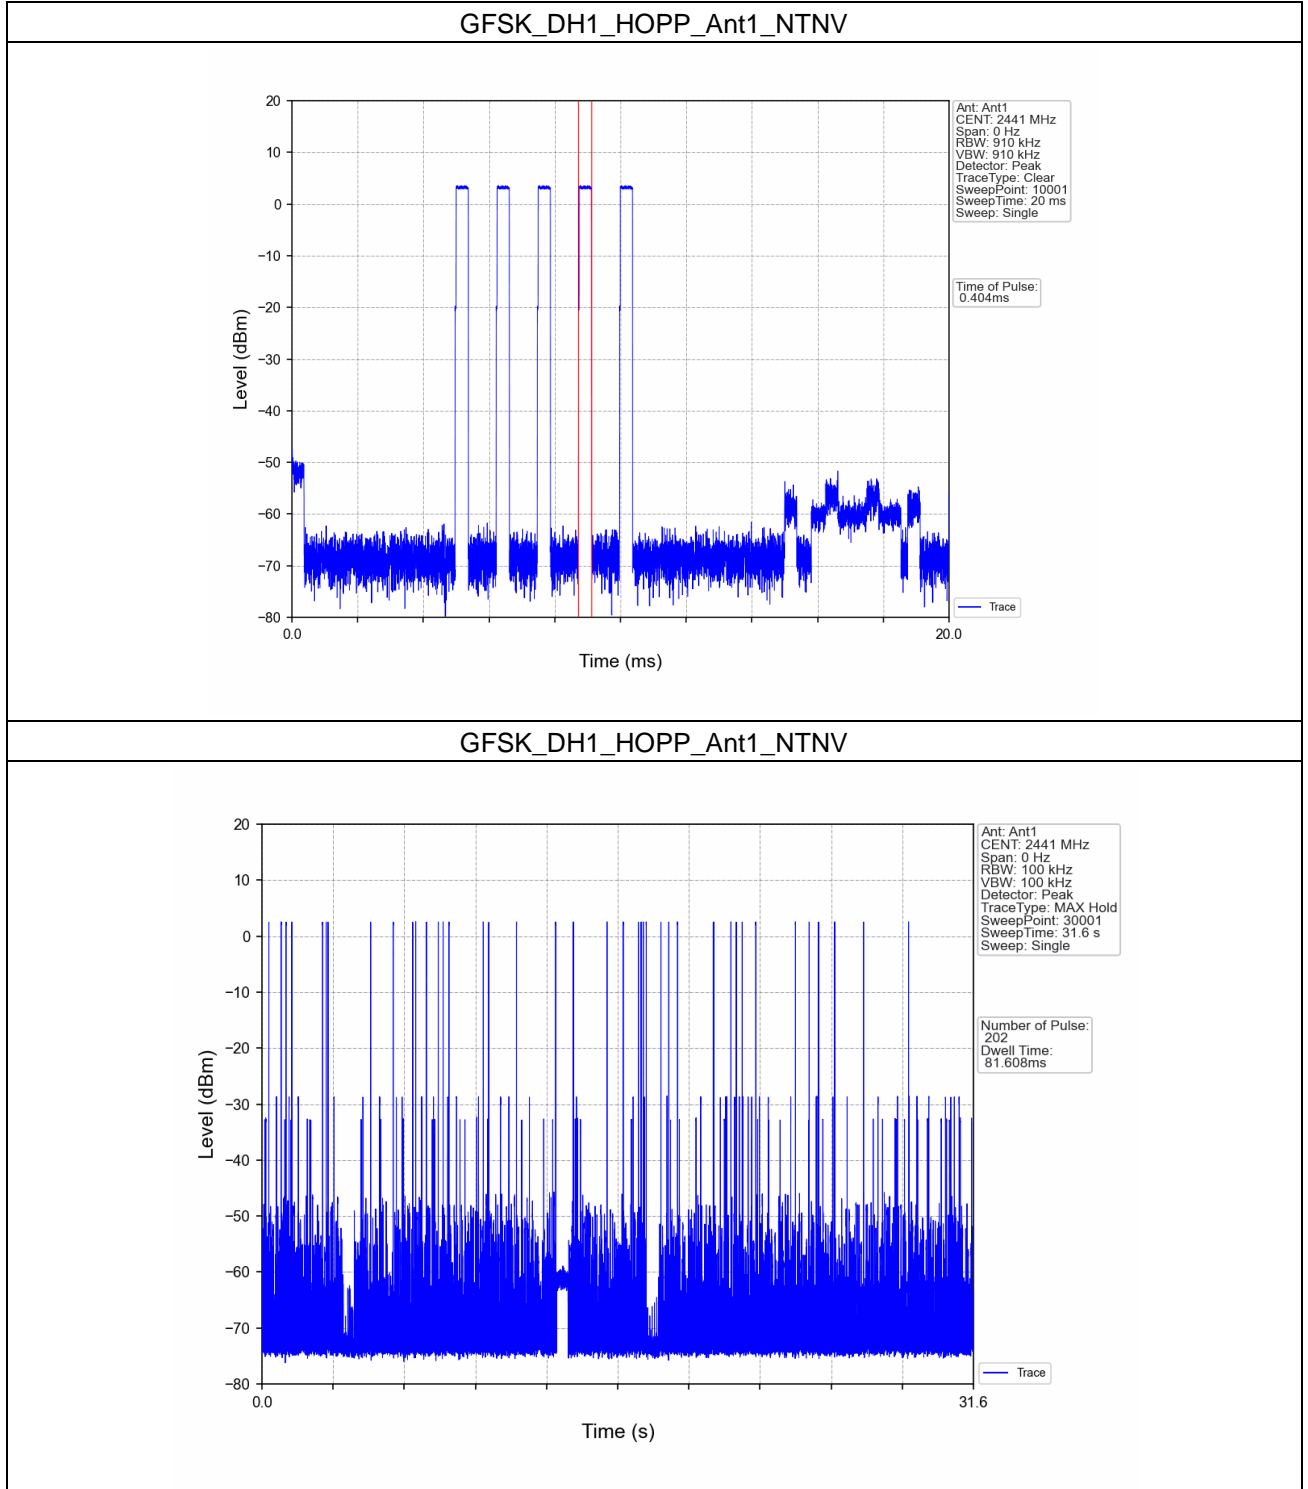 GFSK_DH1_HOPP_Ant1_NTNV
20
10
0
−10
−20
−30
−40
−50
−60
−70
−80
Level (dBm)
0.0
20.0
Time (ms)
Ant: Ant1
CENT: 2441 MHz
Span: 0 Hz
RBW: 910 kHz
VBW: 910 kHz
Detector: Peak
TraceType: Clear
SweepPoint: 10001
SweepTime: 20 ms
Sweep: Single
Time of Pulse:
0.404ms
Trace
GFSK_DH1_HOPP_Ant1_NTNV
20
10
0
−10
−20
−30
−40
−50
−60
−70
−80
Level (dBm)
0.0
31.6
Time (s)
Ant: Ant1
CENT: 2441 MHz
Span: 0 Hz
RBW: 100 kHz
VBW: 100 kHz
Detector: Peak
TraceType: MAX Hold
SweepPoint: 30001
SweepTime: 31.6 s
Sweep: Single
Number of Pulse:
202
Dwell Time:
81.608ms
Trace